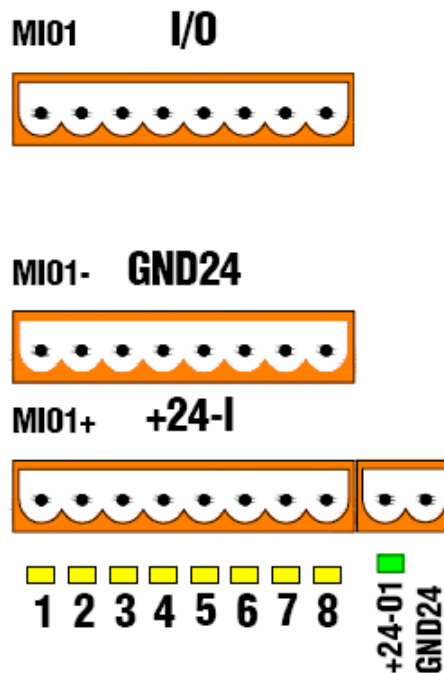 MI01 I/O
MI01- GND24
MI01+ +24-I
1 2 3 4 5 6 7 8
+24-01
GND24